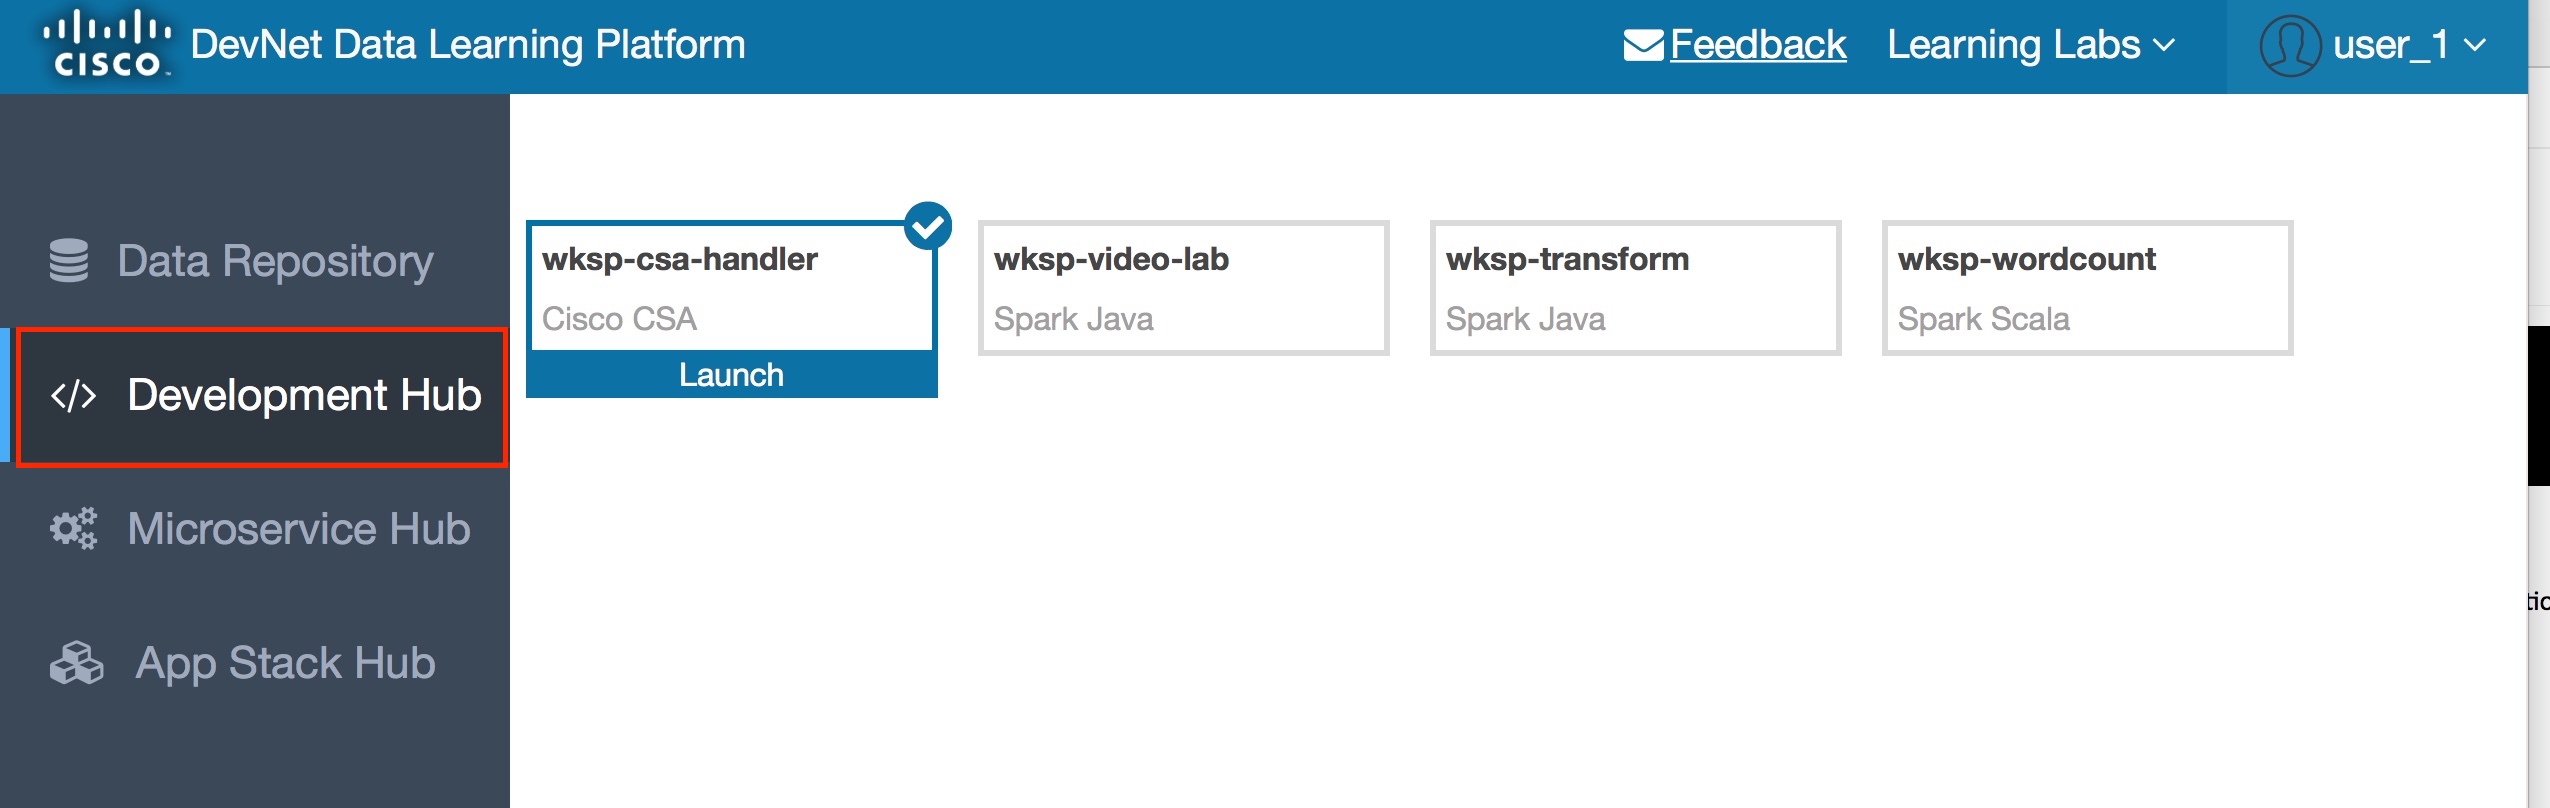 CISCO DevNet Data Learning Platform Feedback Learning Labs user_1
Data Repository
Development Hub
Microservice Hub
App Stack Hub
wksp-csa-handler
Cisco CSA
Launch
wksp-video-lab
Spark Java
wksp-transform
Spark Java
wksp-wordcount
Spark Scala